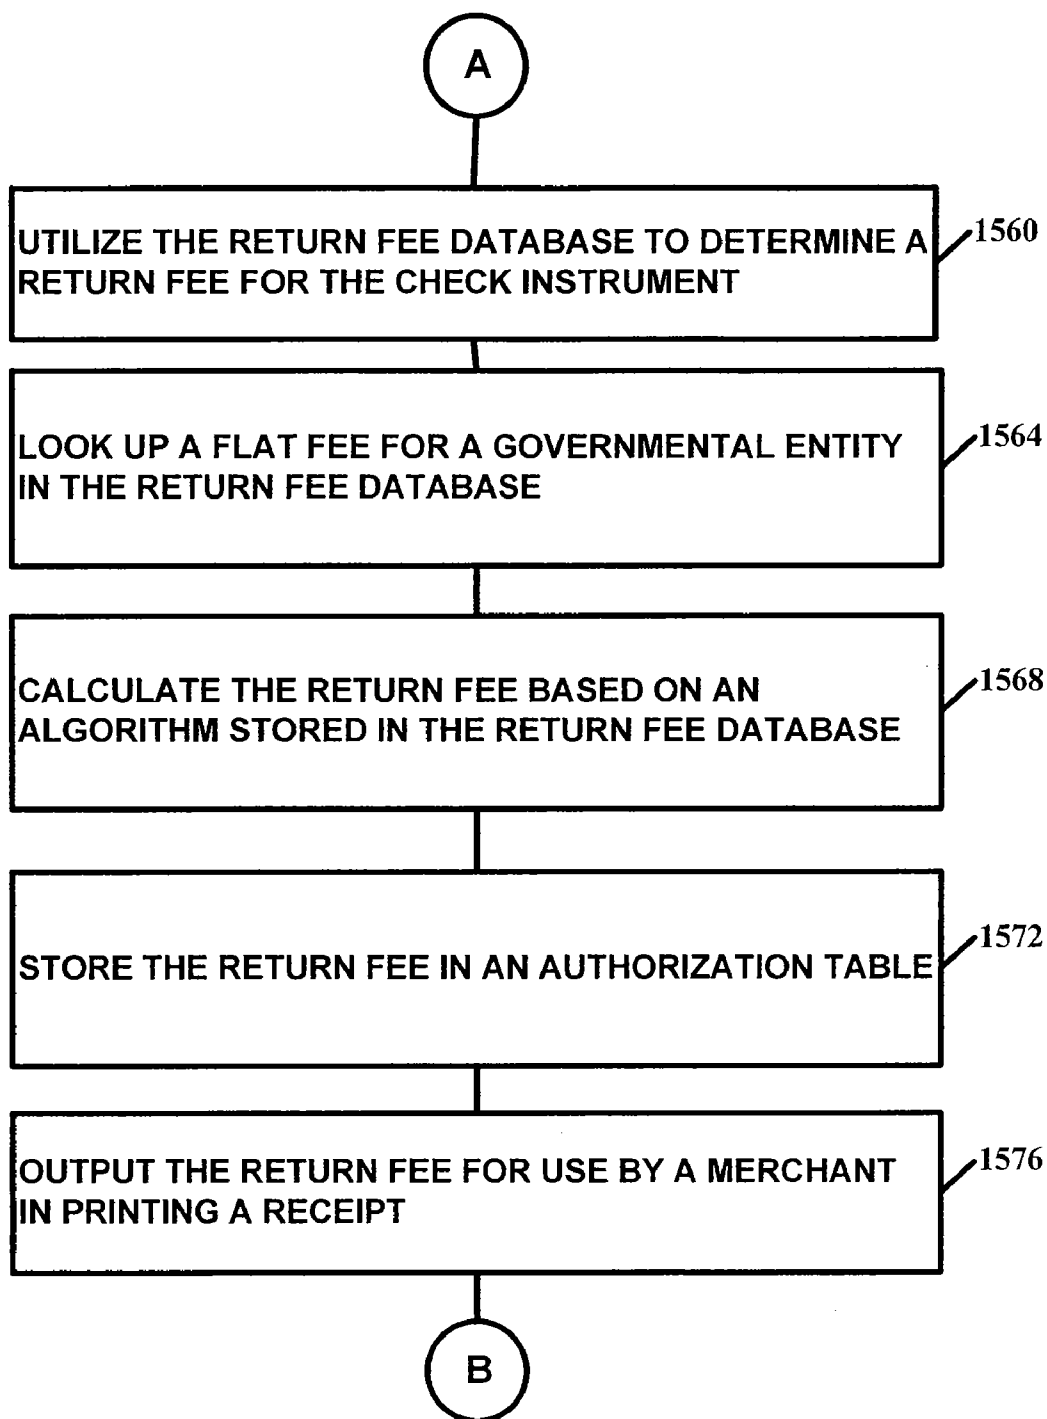 A
UTILIZE THE RETURN FEE DATABASE TO DETERMINE A
RETURN FEE FOR THE CHECK INSTRUMENT
1560
LOOK UP A FLAT FEE FOR A GOVERNMENTAL ENTITY
IN THE RETURN FEE DATABASE
1564
CALCULATE THE RETURN FEE BASED ON AN
ALGORITHM STORED IN THE RETURN FEE DATABASE
1568
STORE THE RETURN FEE IN AN AUTHORIZATION TABLE
1572
OUTPUT THE RETURN FEE FOR USE BY A MERCHANT
IN PRINTING A RECEIPT
1576
B